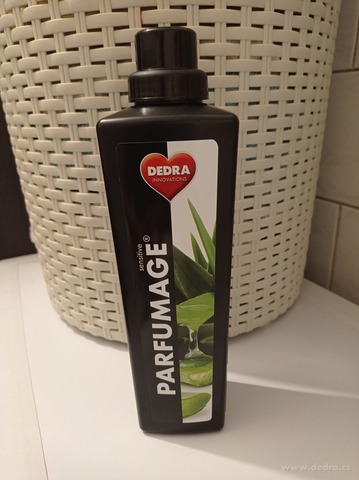 DEDRA
INNOVATIONS
PARFUMAGE®
sensitive
www.dedra.cz